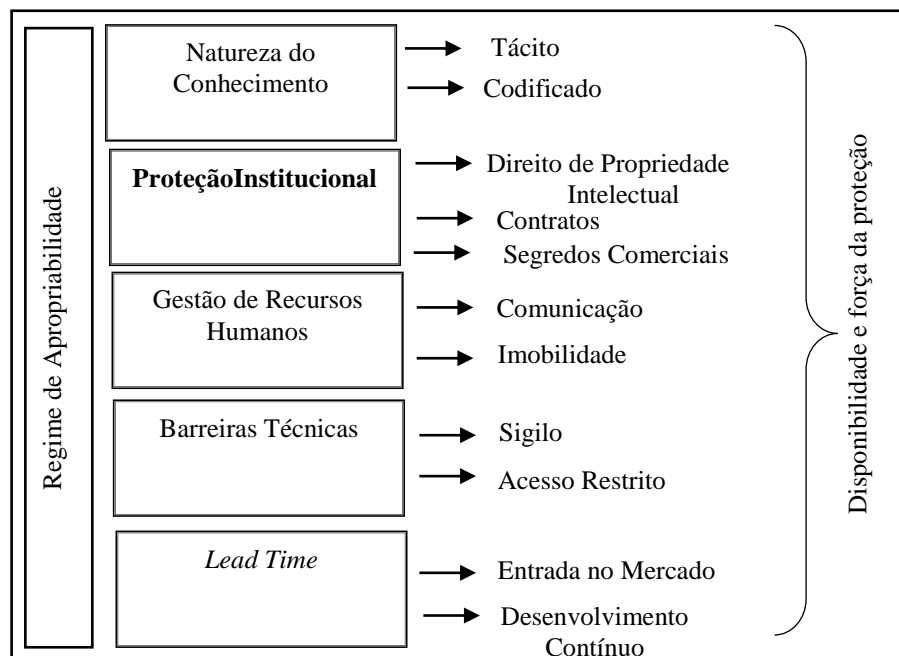 Regime de Apropriabilidade
Natureza do
Conhecimento
Tácito
Codificado
ProteçãoInstitucional
Direito de Propriedade
Intelectual
Contratos
Segredos Comerciais
Gestão de Recursos
Humanos
Comunicação
Imobilidade
Barreiras Técnicas
Sigilo
Acesso Restrito
Lead Time
Entrada no Mercado
Desenvolvimento
Contínuo
Disponibilidade e força da proteção